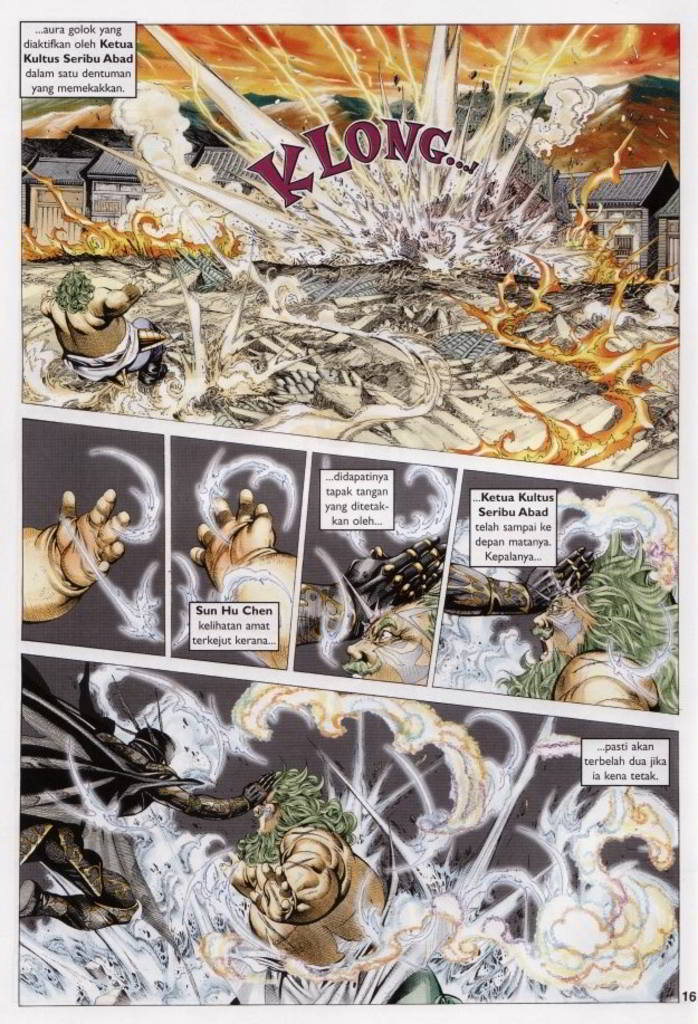 ...aura golok yang
diaktifkan oleh Ketua
Kultus Seribu Abad
dalam satu dentuman
yang memekakkan.
KLONG...!
Sun Hu Chen
kelihatan amat
terkejut kerana...
...didapatinya
tapak tangan
yang ditetak-
kan oleh...
...Ketua Kultus
Seribu Abad
telah sampai ke
depan matanya.
Kepalanya...
...pasti akan
terbelah dua jika
ia kena tetak.
16